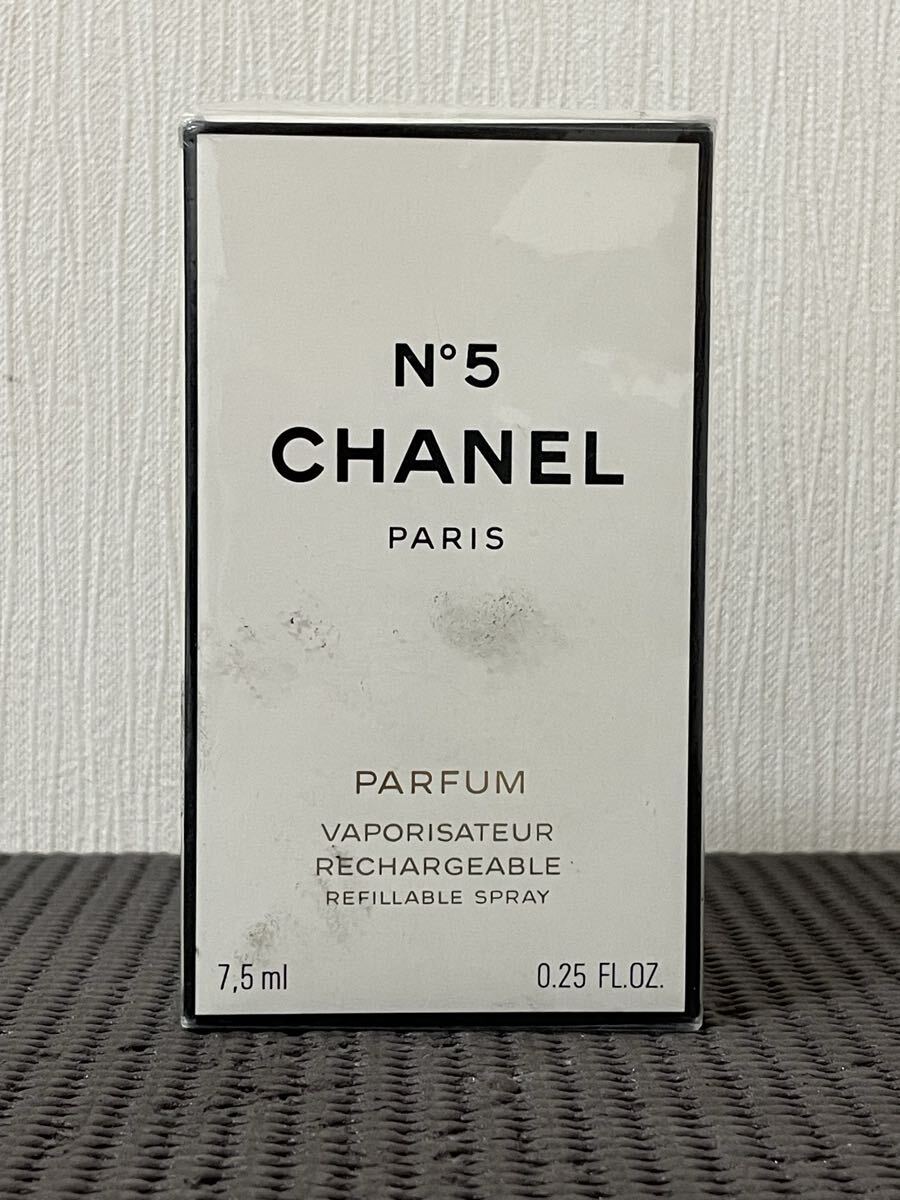 N°5
CHANEL
PARIS
PARFUM
VAPORISATEUR
RECHARGEABLE
REFILLABLE SPRAY
7,5 ml 0.25 FL.OZ.